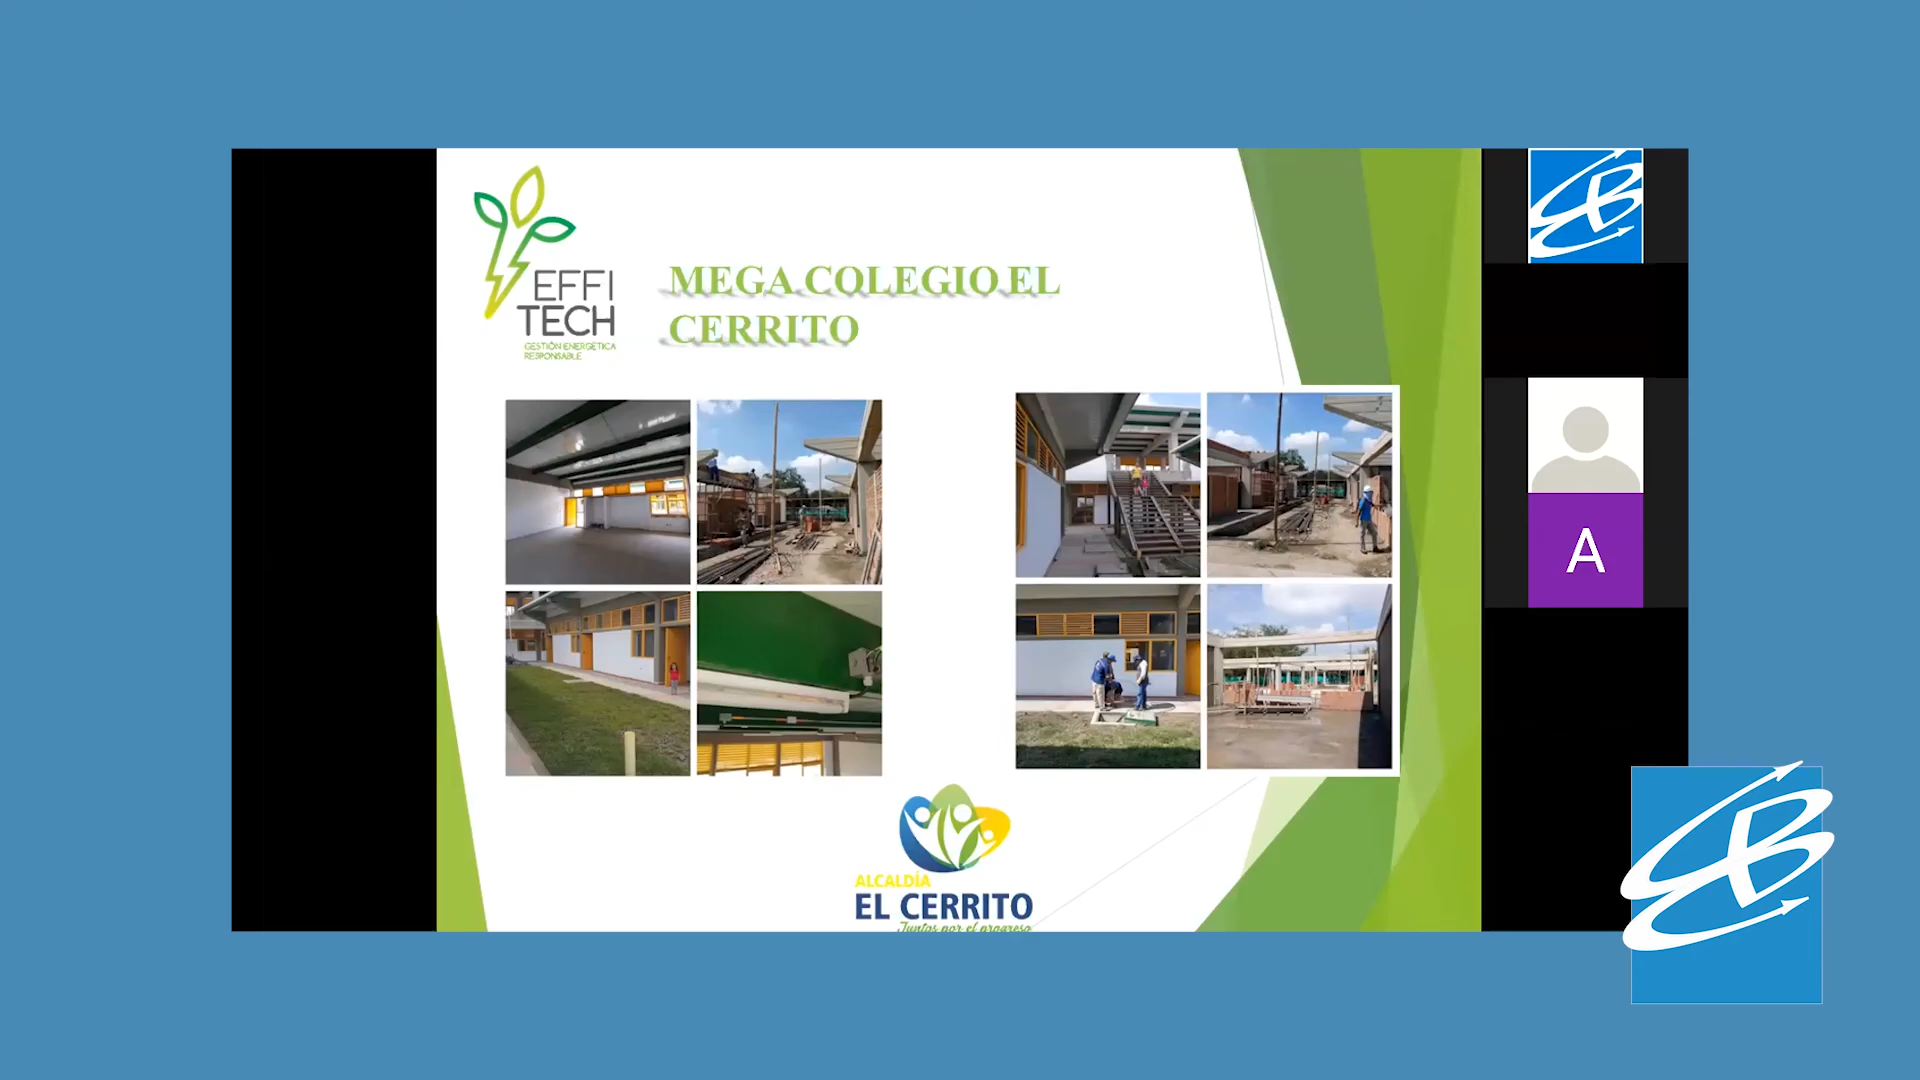 EFFI
TECH
GESTIÓN ENERGÉTICA
RESPONSABLE
MEGA COLEGIO EL
CERRITO
A
ALCALDÍA
EL CERRITO
Juntos por el progreso